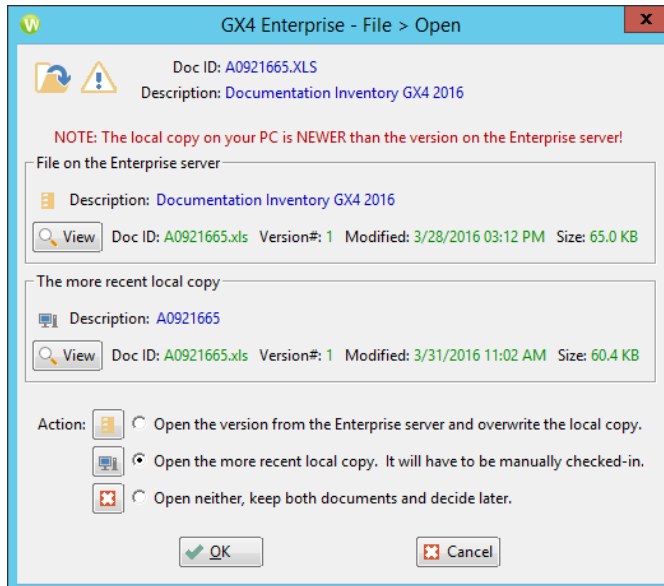 GX4 Enterprise - File > Open
x
Doc ID: A0921665.XLS
Description: Documentation Inventory GX4 2016
NOTE: The local copy on your PC is NEWER than the version on the Enterprise server!
File on the Enterprise server
Description: Documentation Inventory GX4 2016
View Doc ID: A0921665.xls Version#: 1 Modified: 3/28/2016 03:12 PM Size: 65.0 KB
The more recent local copy
Description: A0921665
View Doc ID: A0921665.xls Version#: 1 Modified: 3/31/2016 11:02 AM Size: 60.4 KB
Action: Open the version from the Enterprise server and overwrite the local copy.
Open the more recent local copy. It will have to be manually checked-in.
Open neither, keep both documents and decide later.
OK Cancel